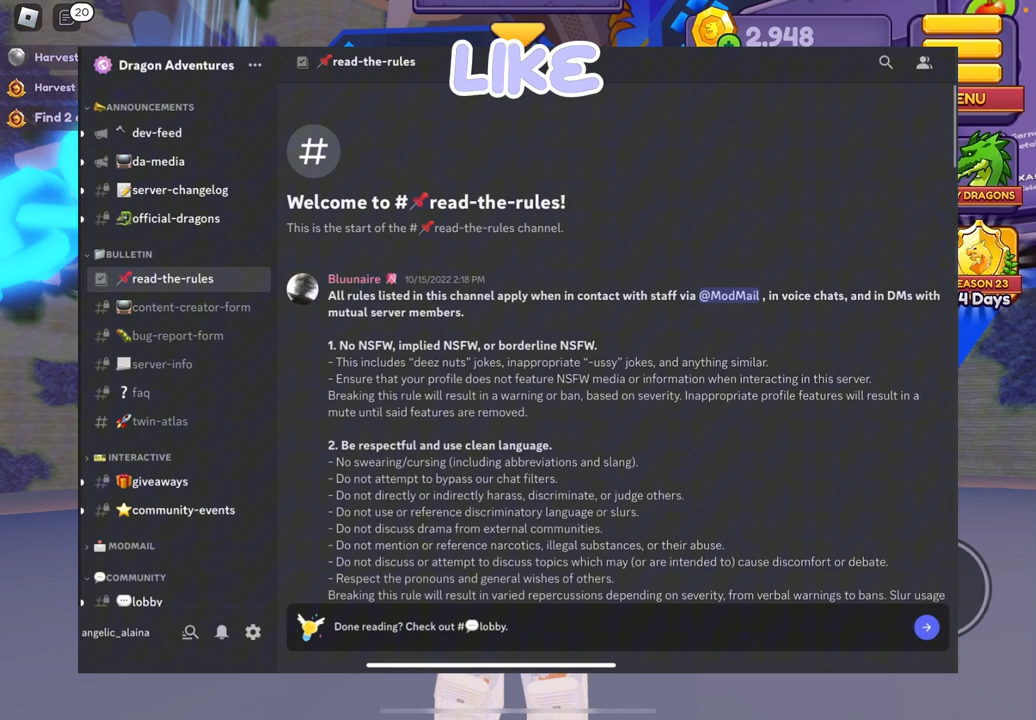 20
LIKE
2,948
Harvest
Harvest
Find 2
ENU
Y DRAGONS
EASON 23
4 Days
Dragon Adventures
ANNOUNCEMENTS
dev-feed
da-media
server-changelog
official-dragons
BULLETIN
read-the-rules
content-creator-form
bug-report-form
server-info
faq
twin-atlas
INTERACTIVE
giveaways
community-events
MODMAIL
COMMUNITY
lobby
angelic_alaina
read-the-rules
Welcome to #📌read-the-rules!
This is the start of the #📌read-the-rules channel.
Bluunaire 10/15/2022 2:18 PM
All rules listed in this channel apply when in contact with staff via @ModMail , in voice chats, and in DMs with
mutual server members.
1. No NSFW, implied NSFW, or borderline NSFW.
- This includes “deez nuts” jokes, inappropriate “-ussy” jokes, and anything similar.
- Ensure that your profile does not feature NSFW media or information when interacting in this server.
Breaking this rule will result in a warning or ban, based on severity. Inappropriate profile features will result in a
mute until said features are removed.
2. Be respectful and use clean language.
- No swearing/cursing (including abbreviations and slang).
- Do not attempt to bypass our chat filters.
- Do not directly or indirectly harass, discriminate, or judge others.
- Do not use or reference discriminatory language or slurs.
- Do not discuss drama from external communities.
- Do not mention or reference narcotics, illegal substances, or their abuse.
- Do not discuss or attempt to discuss topics which may (or are intended to) cause discomfort or debate.
- Respect the pronouns and general wishes of others.
Breaking this rule will result in varied repercussions depending on severity, from verbal warnings to bans. Slur usage
Done reading? Check out #💬lobby.